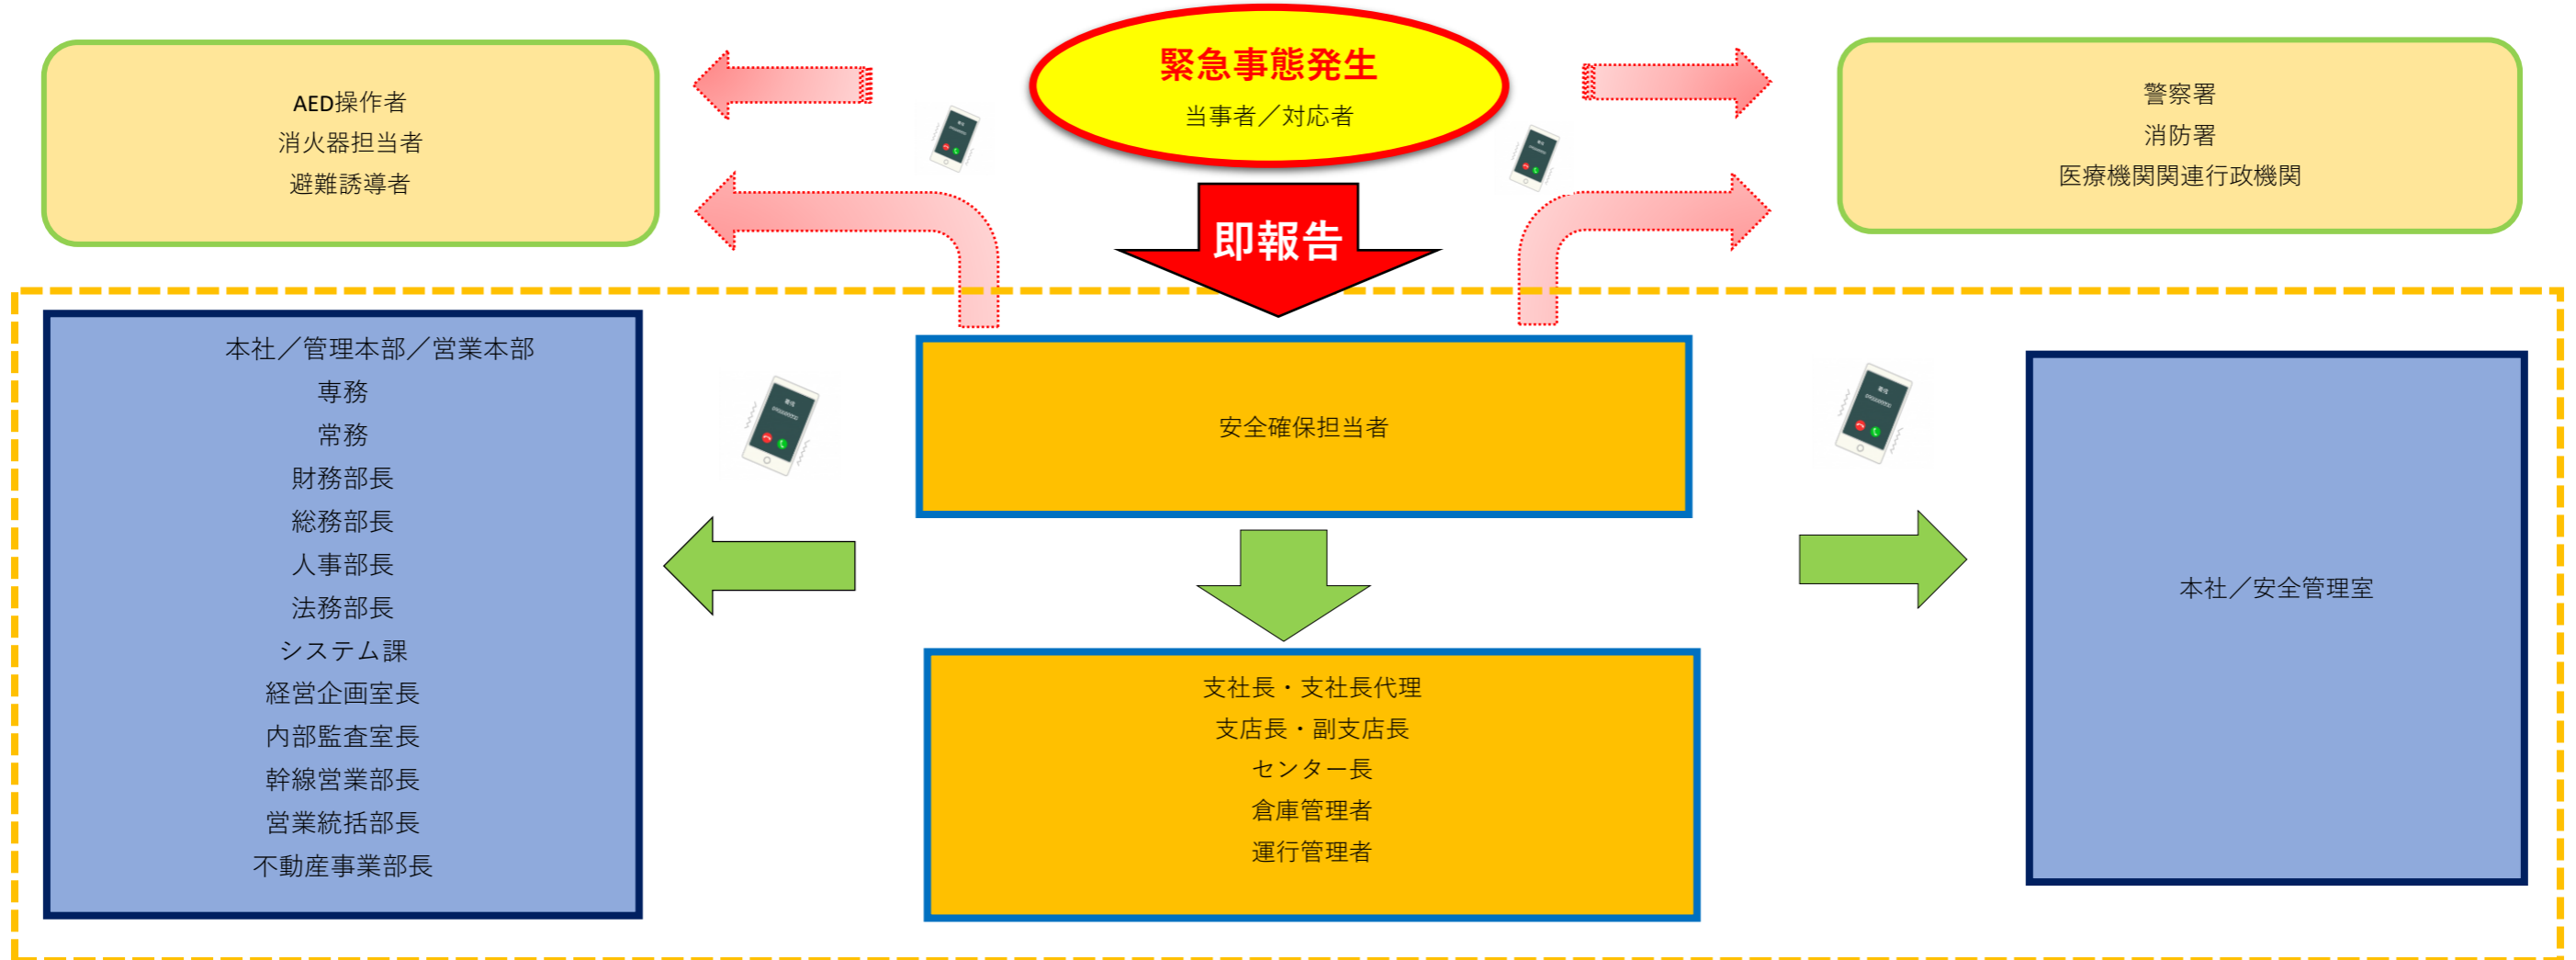 緊急事態発生
当事者／対応者
AED操作者
消火器担当者
避難誘導者
警察署
消防署
医療機関関連行政機関
即報告
本社／管理本部／営業本部
専務
常務
財務部長
総務部長
人事部長
法務部長
システム課
経営企画室長
内部監査室長
幹線営業部長
営業統括部長
不動産事業部長
安全確保担当者
支社長・支社長代理
支店長・副支店長
センター長
倉庫管理者
運行管理者
本社／安全管理室